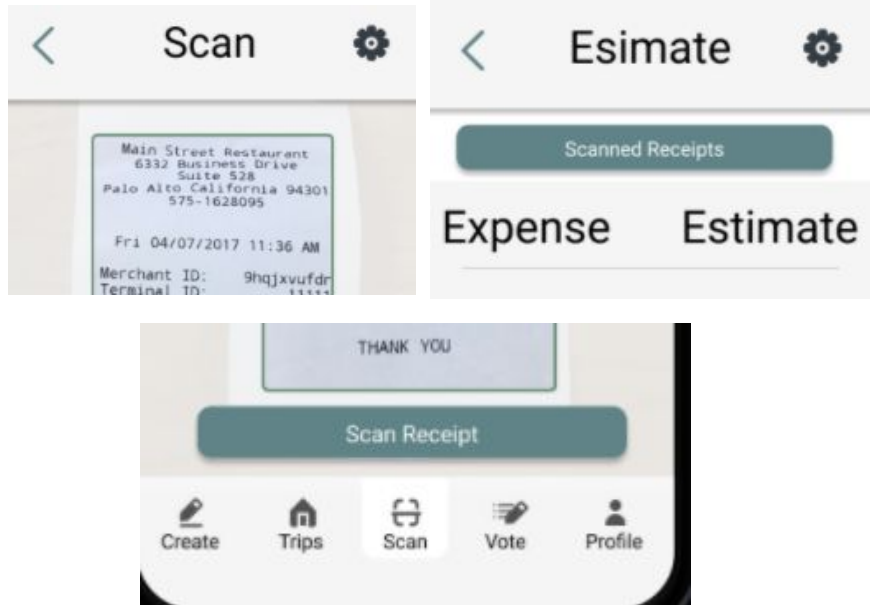 Scan
Main Street Restaurant
6332 Business Drive
Suite 528
Palo Alto California 94301
575-1628095
Fri 04/07/2017 11:36 AM
Merchant ID: 9hqjxvufdr
Terminal ID: 11111
Esimate
Scanned Receipts
Expense Estimate
THANK YOU
Scan Receipt
Create Trips Scan Vote Profile